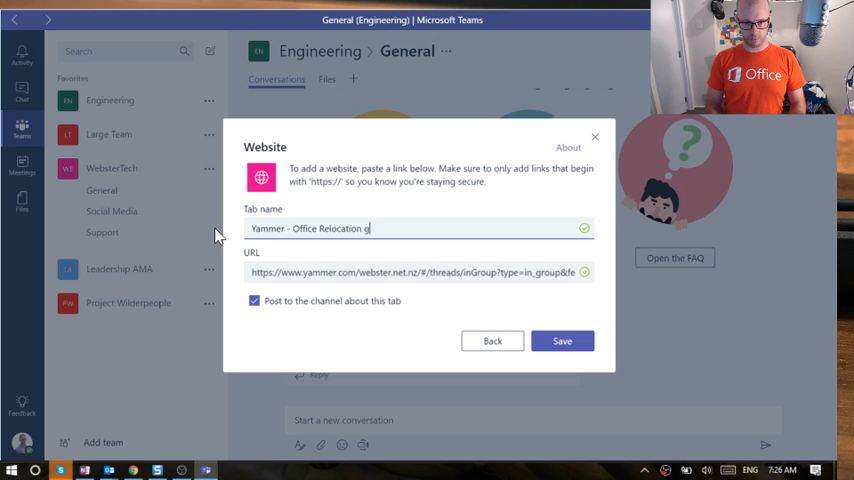 General (Engineering) | Microsoft Teams
Search
EN Engineering > General ···
Office
Activity
Favorites
Conversations Files +
Chat
EN Engineering ···
Teams
LT Large Team ···
Website
About
Meetings
WE WebsterTech ···
To add a website, paste a link below. Make sure to only add links that begin
with 'https://' so you know you're staying secure.
General
Files
Social Media
Tab name
Support
Yammer - Office Relocation g
URL
Open the FAQ
LA Leadership AMA ···
https://www.yammer.com/webster.net.nz/#/threads/inGroup?type=in_group&fe
PW Project Wilderpeople ···
Post to the channel about this tab
Back
Save
Reply
Feedback
Start a new conversation
Add team
ENG 7:26 AM